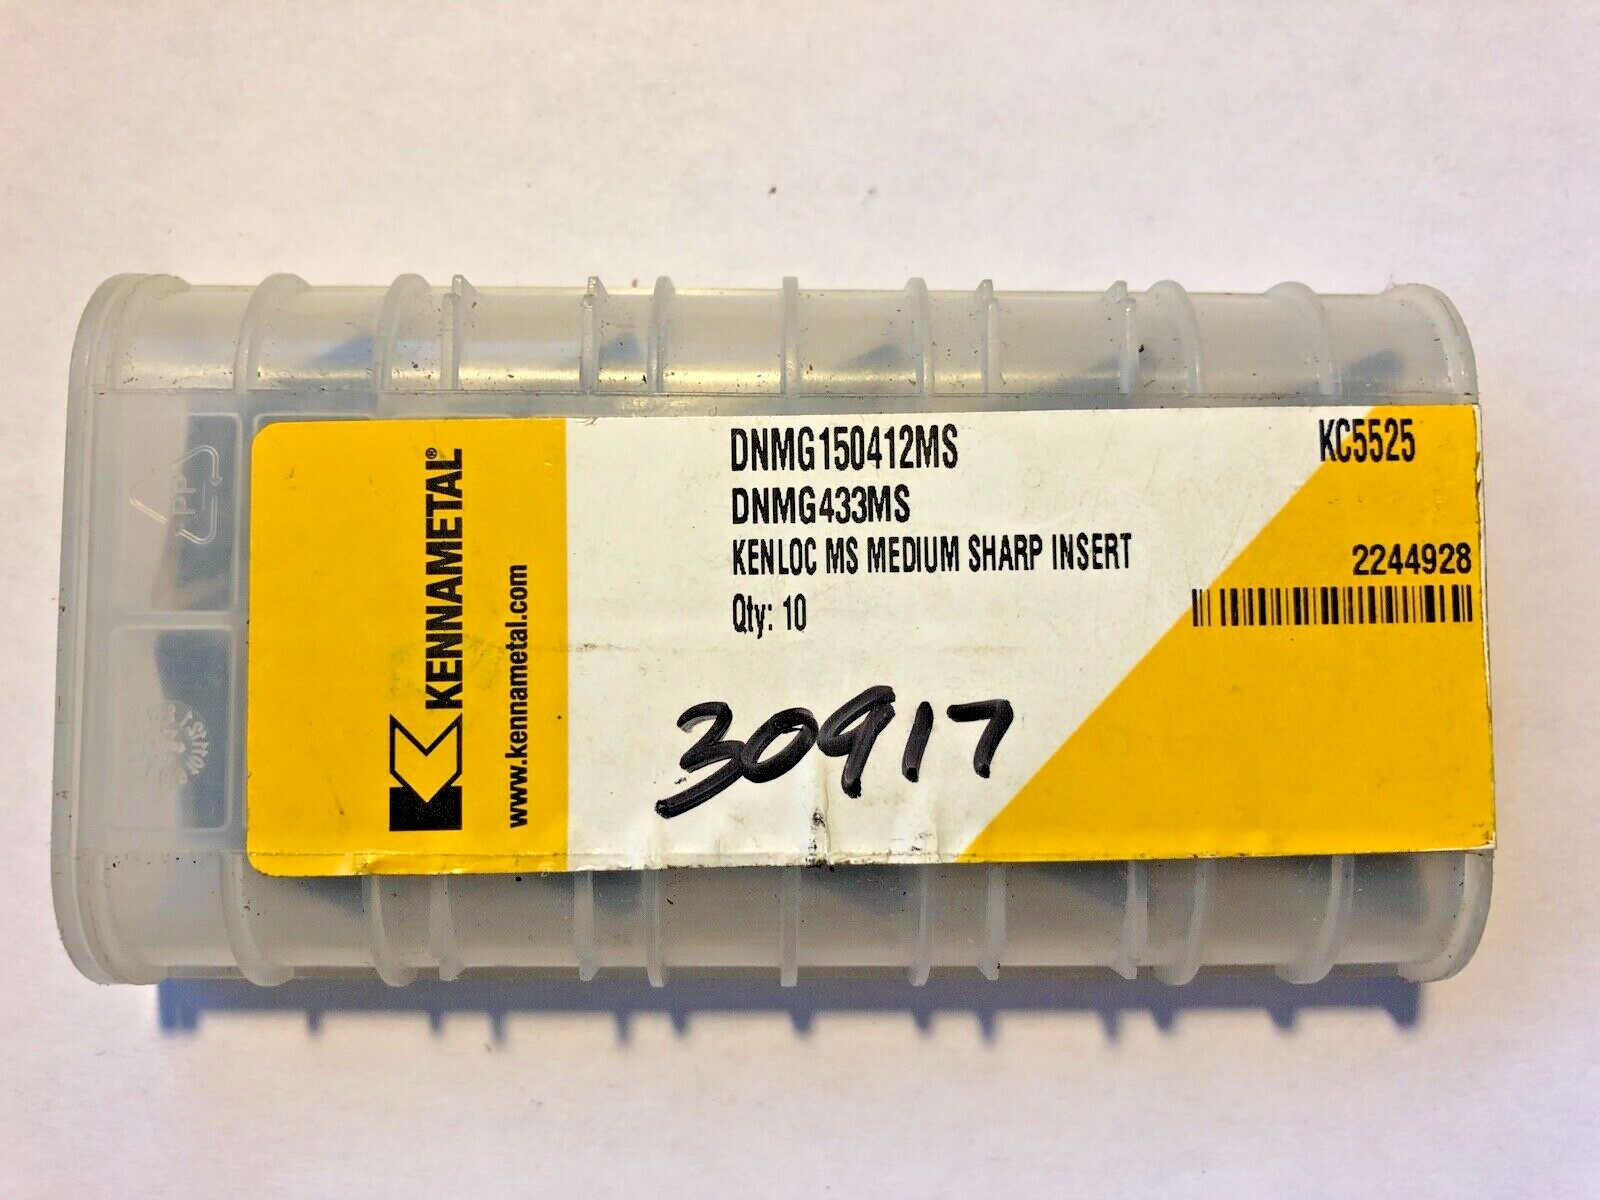 KENNAMETAL®
www.kennametal.com
DNMG150412MS
KC5525
DNMG433MS
KENLOC MS MEDIUM SHARP INSERT
2244928
Qty: 10
30917
PP